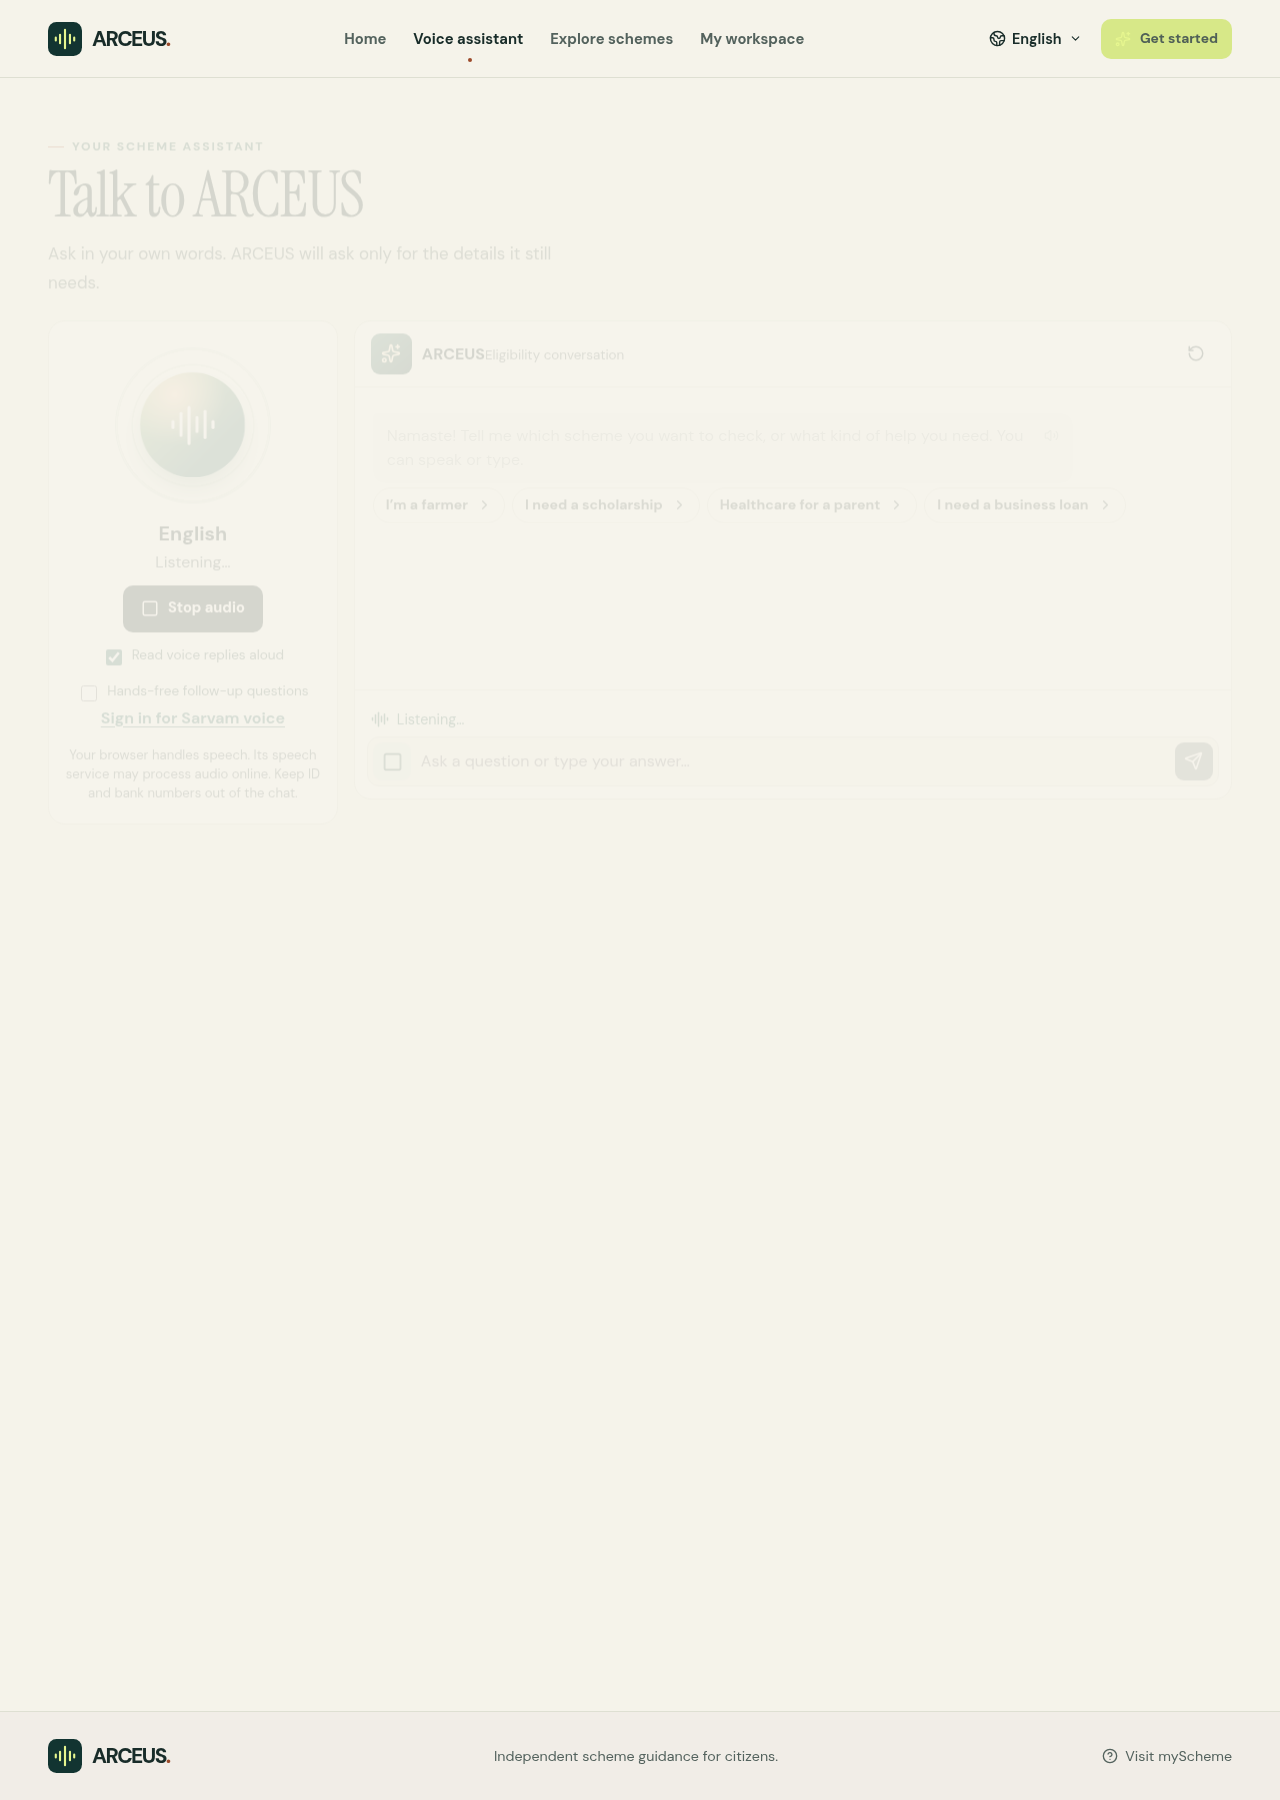 ARCEUS.
Home
Voice assistant
Explore schemes
My workspace
English
Get started
YOUR SCHEME ASSISTANT
Talk to ARCEUS
Ask in your own words. ARCEUS will ask only for the details it still
needs.
English
Listening...
Stop audio
Read voice replies aloud
Hands-free follow-up questions
Sign in for Sarvam voice
Your browser handles speech. Its speech
service may process audio online. Keep ID
and bank numbers out of the chat.
ARCEUS Eligibility conversation
Namaste! Tell me which scheme you want to check, or what kind of help you need. You
can speak or type.
I'm a farmer
I need a scholarship
Healthcare for a parent
I need a business loan
Listening...
Ask a question or type your answer...
ARCEUS.
Independent scheme guidance for citizens.
Visit myScheme